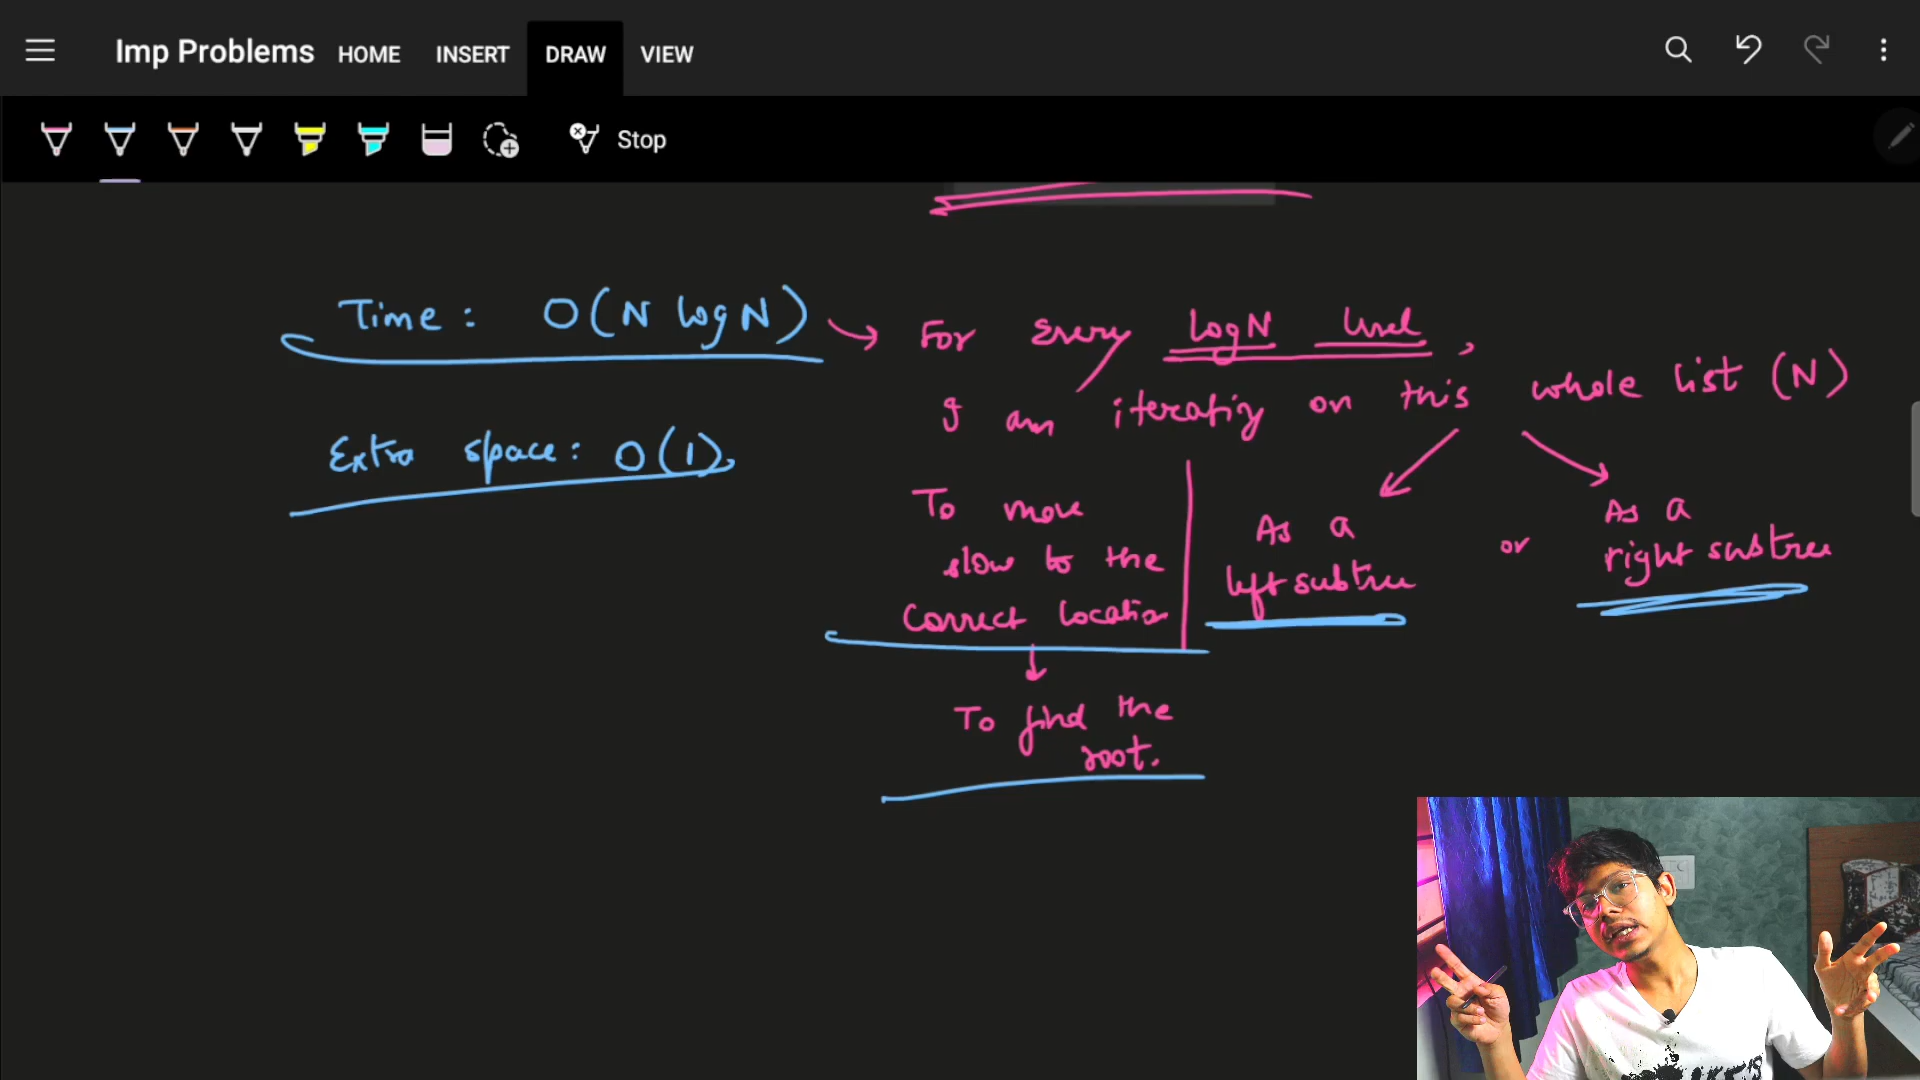 Imp Problems HOME INSERT DRAW VIEW
Stop
Time: O(N log N)
Extra space: O(1)
For Every logN level,
I am iterating on this whole list (N)
To move
slow to the
correct location
To find the
root.
As a
left subtree
or
As a
right subtree